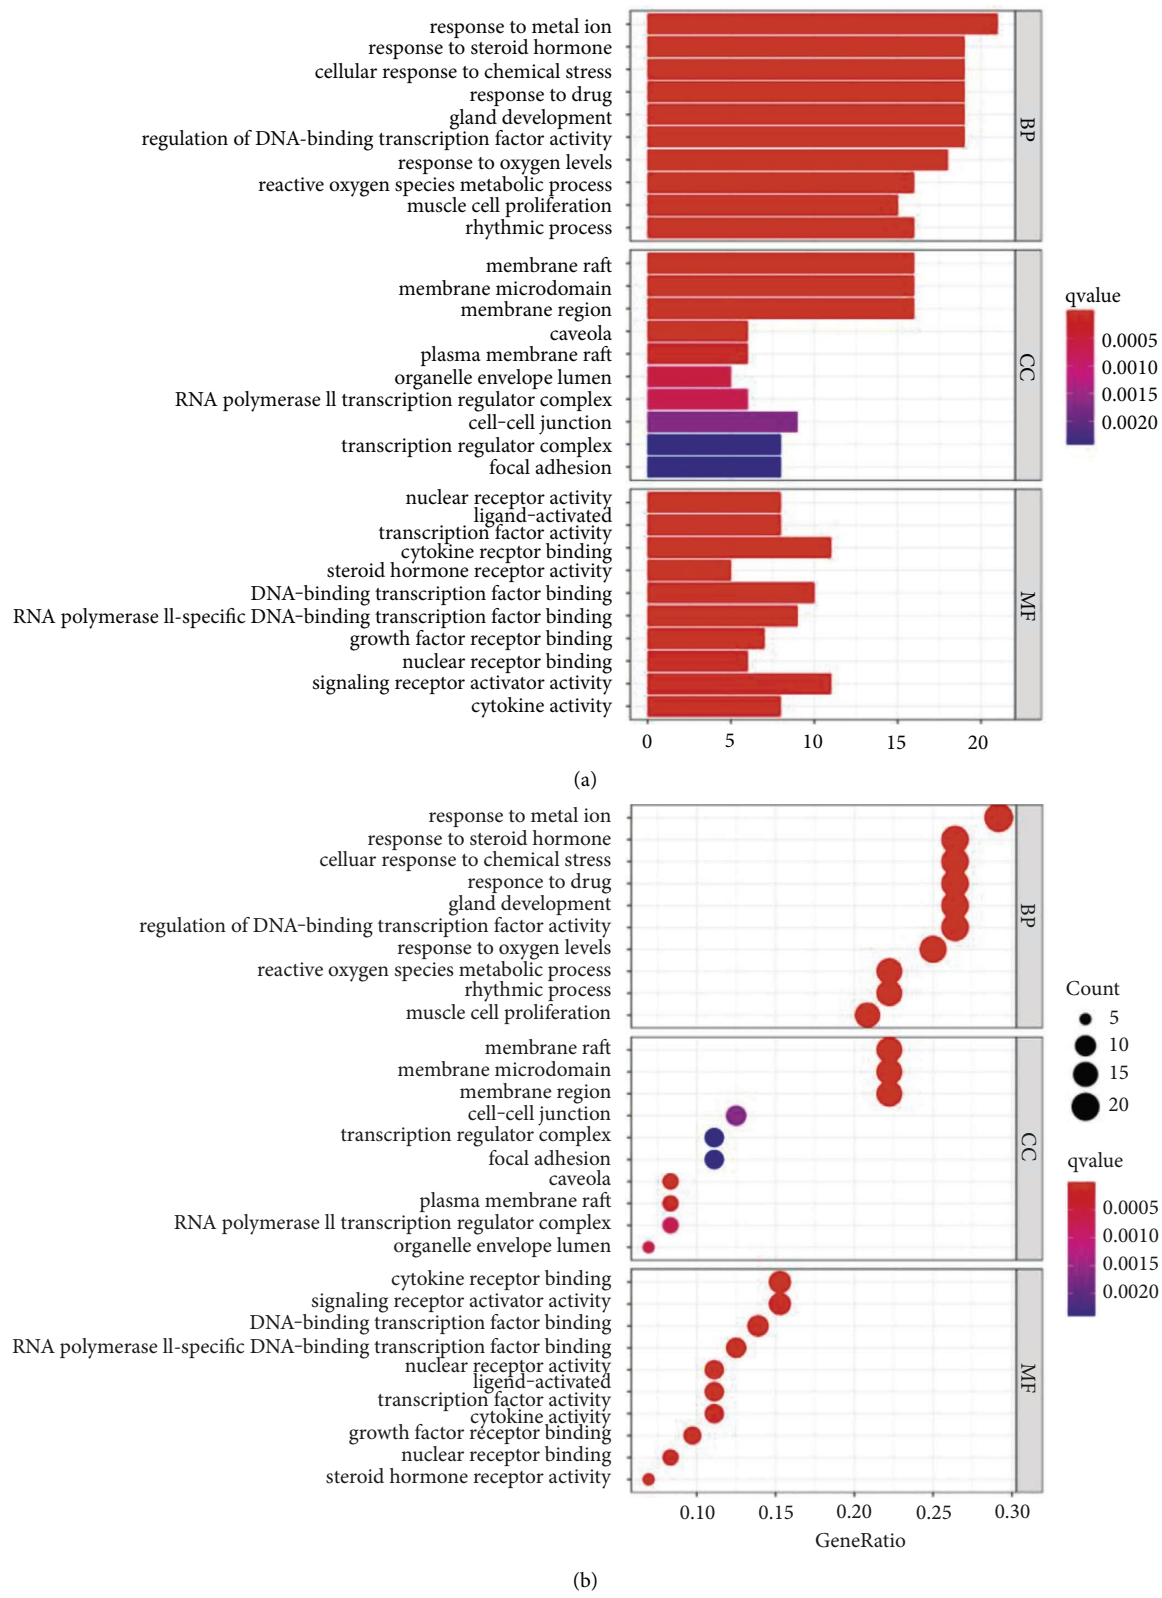 response to metal ion
response to steroid hormone
cellular response to chemical stress
response to drug
gland development
regulation of DNA-binding transcription factor activity
response to oxygen levels
reactive oxygen species metabolic process
muscle cell proliferation
rhythmic process
BP
membrane raft
membrane microdomain
membrane region
caveola
plasma membrane raft
organelle envelope lumen
RNA polymerase ll transcription regulator complex
cell-cell junction
transcription regulator complex
focal adhesion
CC
nuclear receptor activity
ligand-activated
transcription factor activity
cytokine recptor binding
steroid hormone receptor activity
DNA-binding transcription factor binding
RNA polymerase ll-specific DNA-binding transcription factor binding
growth factor receptor binding
nuclear receptor binding
signaling receptor activator activity
cytokine activity
MF
0 5 10 15 20
qvalue
0.0005
0.0010
0.0015
0.0020
(a)
response to metal ion
response to steroid hormone
celluar response to chemical stress
responce to drug
gland development
regulation of DNA-binding transcription factor activity
response to oxygen levels
reactive oxygen species metabolic process
rhythmic process
muscle cell proliferation
BP
membrane raft
membrane microdomain
membrane region
cell-cell junction
transcription regulator complex
focal adhesion
caveola
plasma membrane raft
RNA polymerase ll transcription regulator complex
organelle envelope lumen
CC
cytokine receptor binding
signaling receptor activator activity
DNA-binding transcription factor binding
RNA polymerase ll-specific DNA-binding transcription factor binding
nuclear receptor activity
ligend-activated
transcription factor activity
cytokine activity
growth factor receptor binding
nuclear receptor binding
steroid hormone receptor activity
MF
0.10 0.15 0.20 0.25 0.30
GeneRatio
Count
5
10
15
20
qvalue
0.0005
0.0010
0.0015
0.0020
(b)